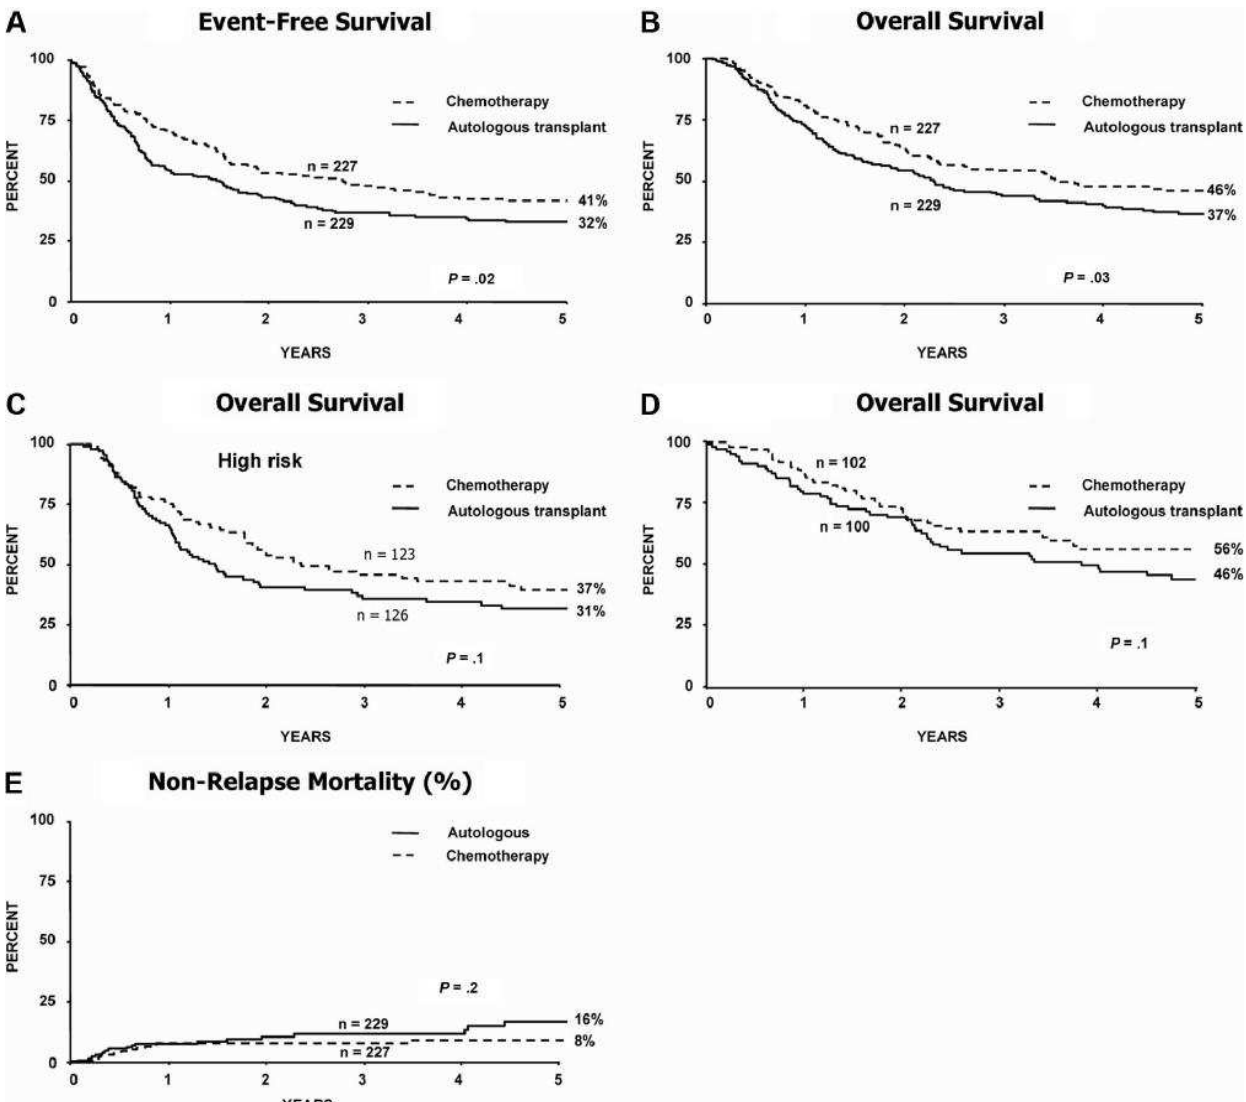 A
Event-Free Survival
100
75
50
25
0
PERCENT
Chemotherapy
Autologous transplant
n = 227
n = 229
41%
32%
P = .02
0 1 2 3 4 5
YEARS
B
Overall Survival
100
75
50
25
0
PERCENT
Chemotherapy
Autologous transplant
n = 227
n = 229
46%
37%
P = .03
0 1 2 3 4 5
YEARS
C
Overall Survival
High risk
100
75
50
25
0
PERCENT
Chemotherapy
Autologous transplant
n = 123
n = 126
37%
31%
P = .1
0 1 2 3 4 5
YEARS
D
Overall Survival
100
75
50
25
0
PERCENT
n = 102
Chemotherapy
Autologous transplant
n = 100
56%
46%
P = .1
0 1 2 3 4 5
YEARS
E
Non-Relapse Mortality (%)
100
75
50
25
0
PERCENT
Autologous
Chemotherapy
P = .2
n = 229
n = 227
16%
8%
0 1 2 3 4 5
YEARS